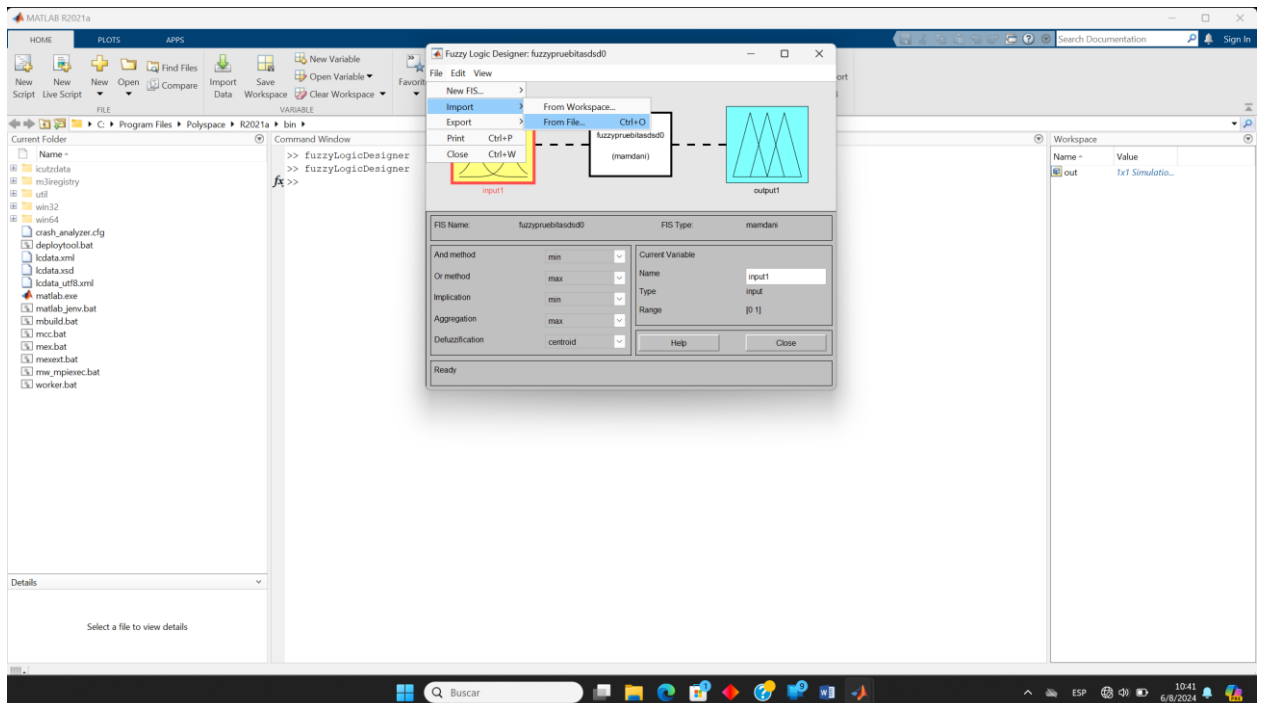 MATLAB R2021a
HOME PLOTS APPS
Search Documentation
Sign In
New Script
New Live Script
New
Open
Find Files
Compare
Import Data
Save Workspace
New Variable
Open Variable
Clear Workspace
Favorit
ort
FILE
VARIABLE
C: Program Files Polyspace R2021a bin
Current Folder
Name
icutzdata
m3iregistry
util
win32
win64
crash_analyzer.cfg
deploytool.bat
lcdata.xml
lcdata.xsd
lcdata_utf8.xml
matlab.exe
matlab_jenv.bat
mbuild.bat
mcc.bat
mex.bat
mexext.bat
mw_mpiexec.bat
worker.bat
Details
Select a file to view details
Command Window
>> fuzzyLogicDesigner
>> fuzzyLogicDesigner
fx >>
Fuzzy Logic Designer: fuzzypruebitasdsd0
File Edit View
New FIS...
Import
Export
Print Ctrl+P
Close Ctrl+W
From Workspace...
From File... Ctrl+O
fuzzypruebitasdsd0
(mamdani)
input1
output1
FIS Name: fuzzypruebitasdsd0 FIS Type: mamdani
And method min
Or method max
Implication min
Aggregation max
Defuzzification centroid
Current Variable
Name input1
Type input
Range [0 1]
Help Close
Ready
Workspace
Name Value
out 1x1 Simulatio...
Buscar
ESP
10:41
6/8/2024